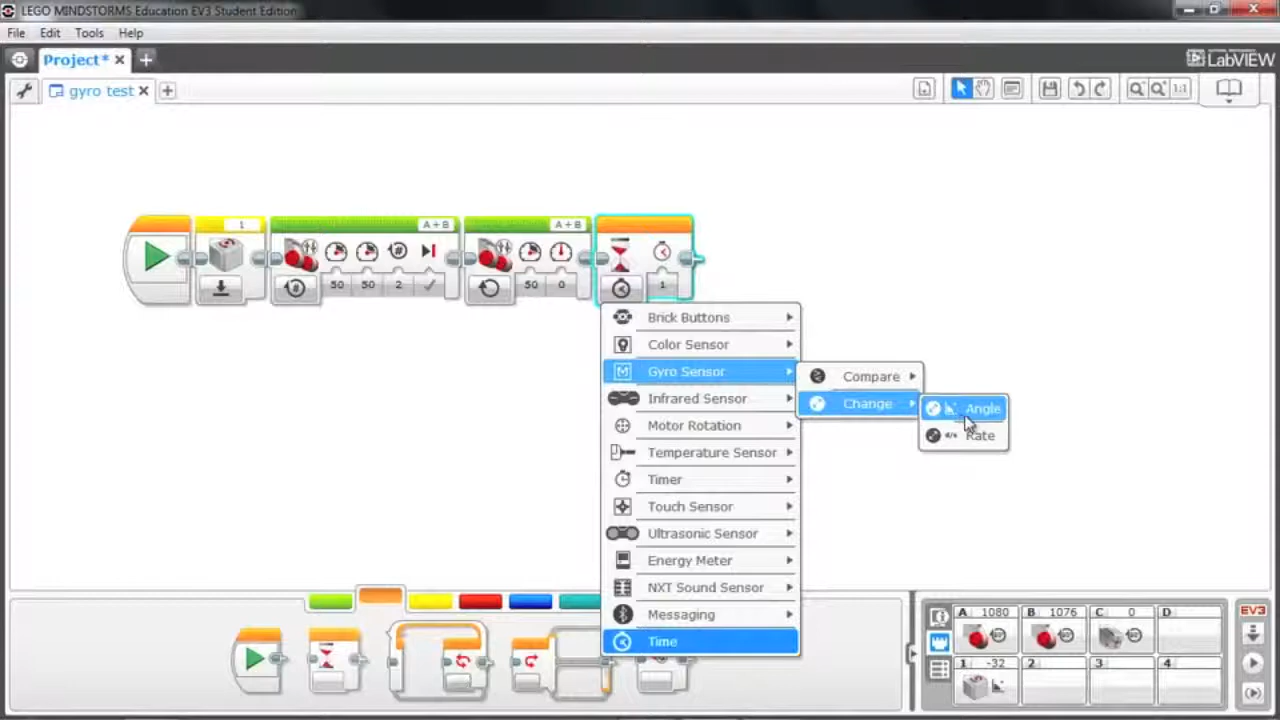 LEGO MINDSTORMS Education EV3 Student Edition
File Edit Tools Help
Project*
LabVIEW
gyro test
1:1
1
A + B
A + B
50 50 2
50 0
1
Brick Buttons
Color Sensor
Gyro Sensor
Infrared Sensor
Motor Rotation
Temperature Sensor
Timer
Touch Sensor
Ultrasonic Sensor
Energy Meter
NXT Sound Sensor
Messaging
Time
Compare
Change
Angle
Rate
A 1080 B 1076 C 0 D
1 -32 2 3 4
EV3